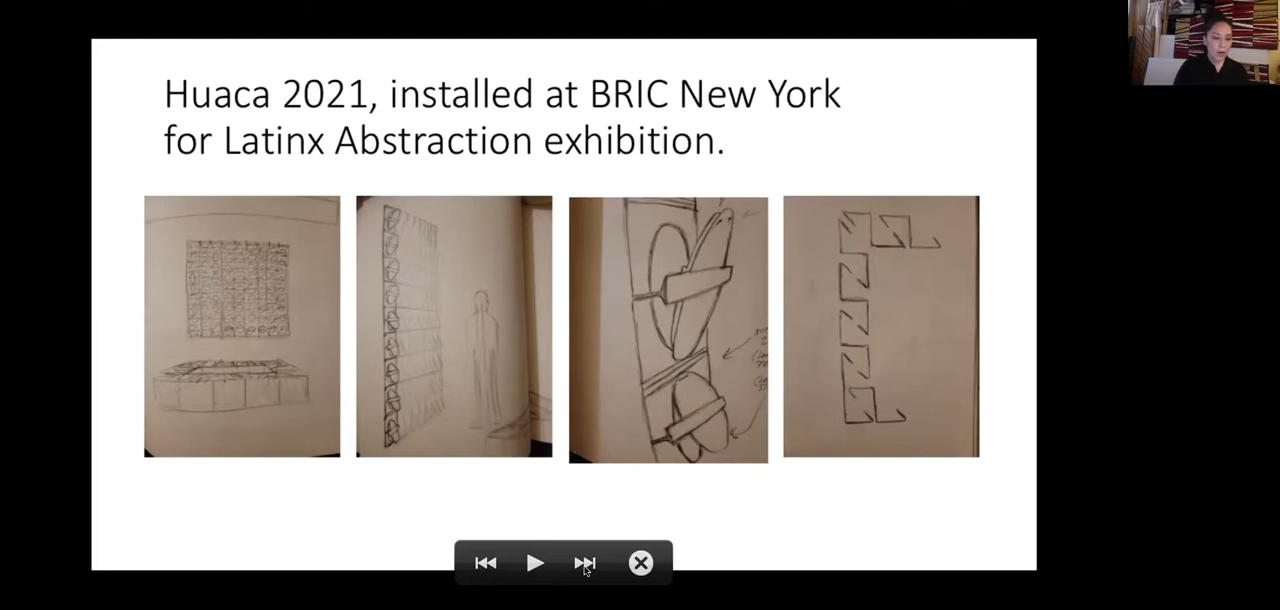 Huaca 2021, installed at BRIC New York
for Latinx Abstraction exhibition.